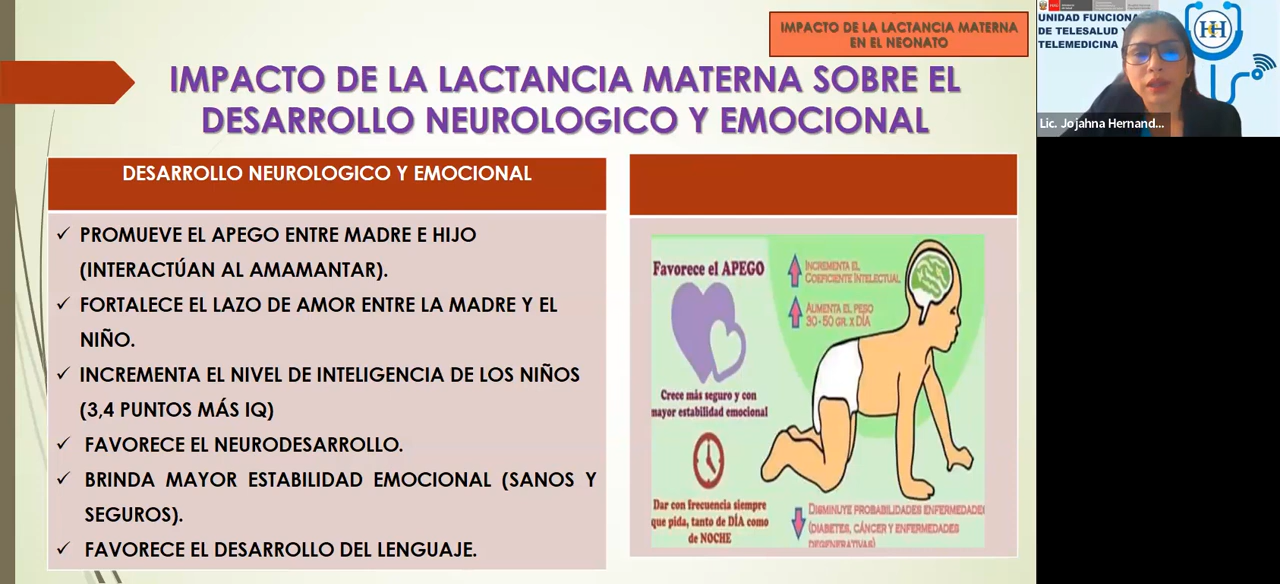 IMPACTO DE LA LACTANCIA MATERNA
EN EL NEONATO
IMPACTO DE LA LACTANCIA MATERNA SOBRE EL
DESARROLLO NEUROLOGICO Y EMOCIONAL
DESARROLLO NEUROLOGICO Y EMOCIONAL
✓ PROMUEVE EL APEGO ENTRE MADRE E HIJO
(INTERACTÚAN AL AMAMANTAR).
✓ FORTALECE EL LAZO DE AMOR ENTRE LA MADRE Y EL
NIÑO.
✓ INCREMENTA EL NIVEL DE INTELIGENCIA DE LOS NIÑOS
(3,4 PUNTOS MÁS IQ)
✓ FAVORECE EL NEURODESARROLLO.
✓ BRINDA MAYOR ESTABILIDAD EMOCIONAL (SANOS Y
SEGUROS).
✓ FAVORECE EL DESARROLLO DEL LENGUAJE.
Favorece el APEGO
Crece más seguro y con
mayor estabilidad emocional
Dar con frecuencia siempre
que pida, tanto de DÍA como
de NOCHE
INCREMENTA EL
COEFICIENTE INTELECTUAL
AUMENTA EL PESO
30 - 50 GR. X DÍA
DISMINUYE PROBABILIDADES ENFERMEDADE
(DIABETES, CÁNCER Y ENFERMEDADES
DEGENERATIVAS)
UNIDAD FUNCIONA
DE TELESALUD Y
TELEMEDICINA
HH
Lic. Jojahna Hernand...